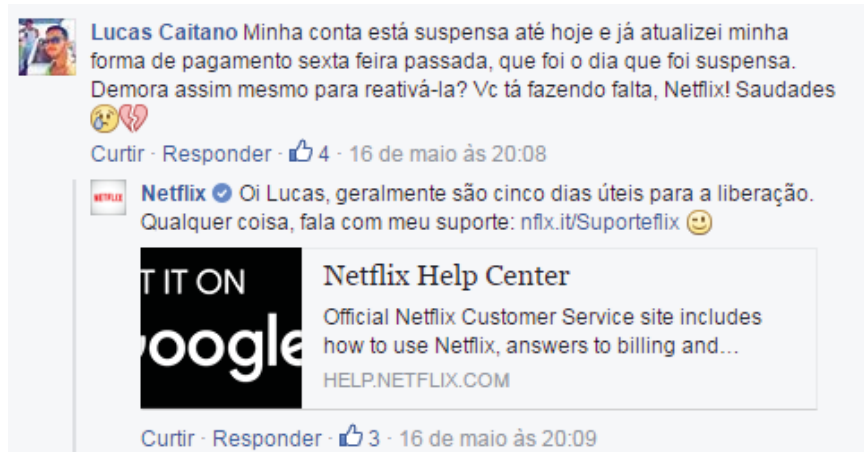 Lucas Caitano Minha conta está suspensa até hoje e já atualizei minha
forma de pagamento sexta feira passada, que foi o dia que foi suspensa.
Demora assim mesmo para reativá-la? Vc tá fazendo falta, Netflix! Saudades
😢💔
Curtir · Responder · 4 · 16 de maio às 20:08
NETFLIX
Netflix Oi Lucas, geralmente são cinco dias úteis para a liberação.
Qualquer coisa, fala com meu suporte: nflx.it/Suporteflix 😉
T IT ON
oogle
Netflix Help Center
Official Netflix Customer Service site includes
how to use Netflix, answers to billing and...
HELP.NETFLIX.COM
Curtir · Responder · 3 · 16 de maio às 20:09